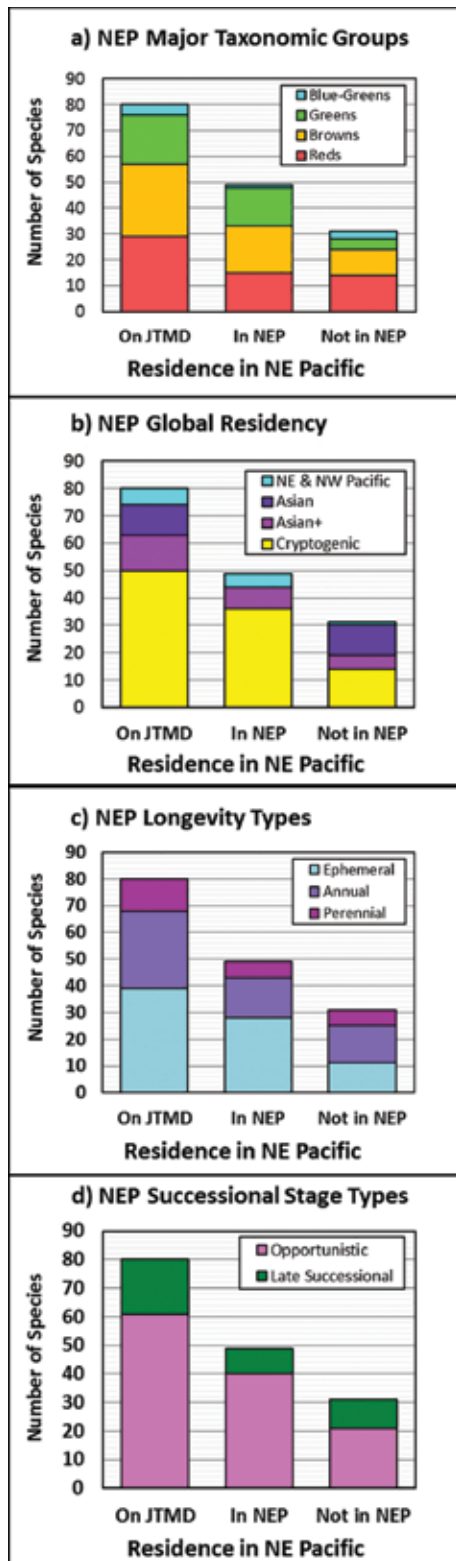 a) NEP Major Taxonomic Groups
Number of Species
90
80
70
60
50
40
30
20
10
0
Blue-Greens
Greens
Browns
Reds
On JTMD In NEP Not in NEP
Residence in NE Pacific
b) NEP Global Residency
Number of Species
90
80
70
60
50
40
30
20
10
0
NE & NW Pacific
Asian
Asian+
Cryptogenic
On JTMD In NEP Not in NEP
Residence in NE Pacific
c) NEP Longevity Types
Number of Species
90
80
70
60
50
40
30
20
10
0
Ephemeral
Annual
Perennial
On JTMD In NEP Not in NEP
Residence in NE Pacific
d) NEP Successional Stage Types
Number of Species
90
80
70
60
50
40
30
20
10
0
Opportunistic
Late Successional
On JTMD In NEP Not in NEP
Residence in NE Pacific